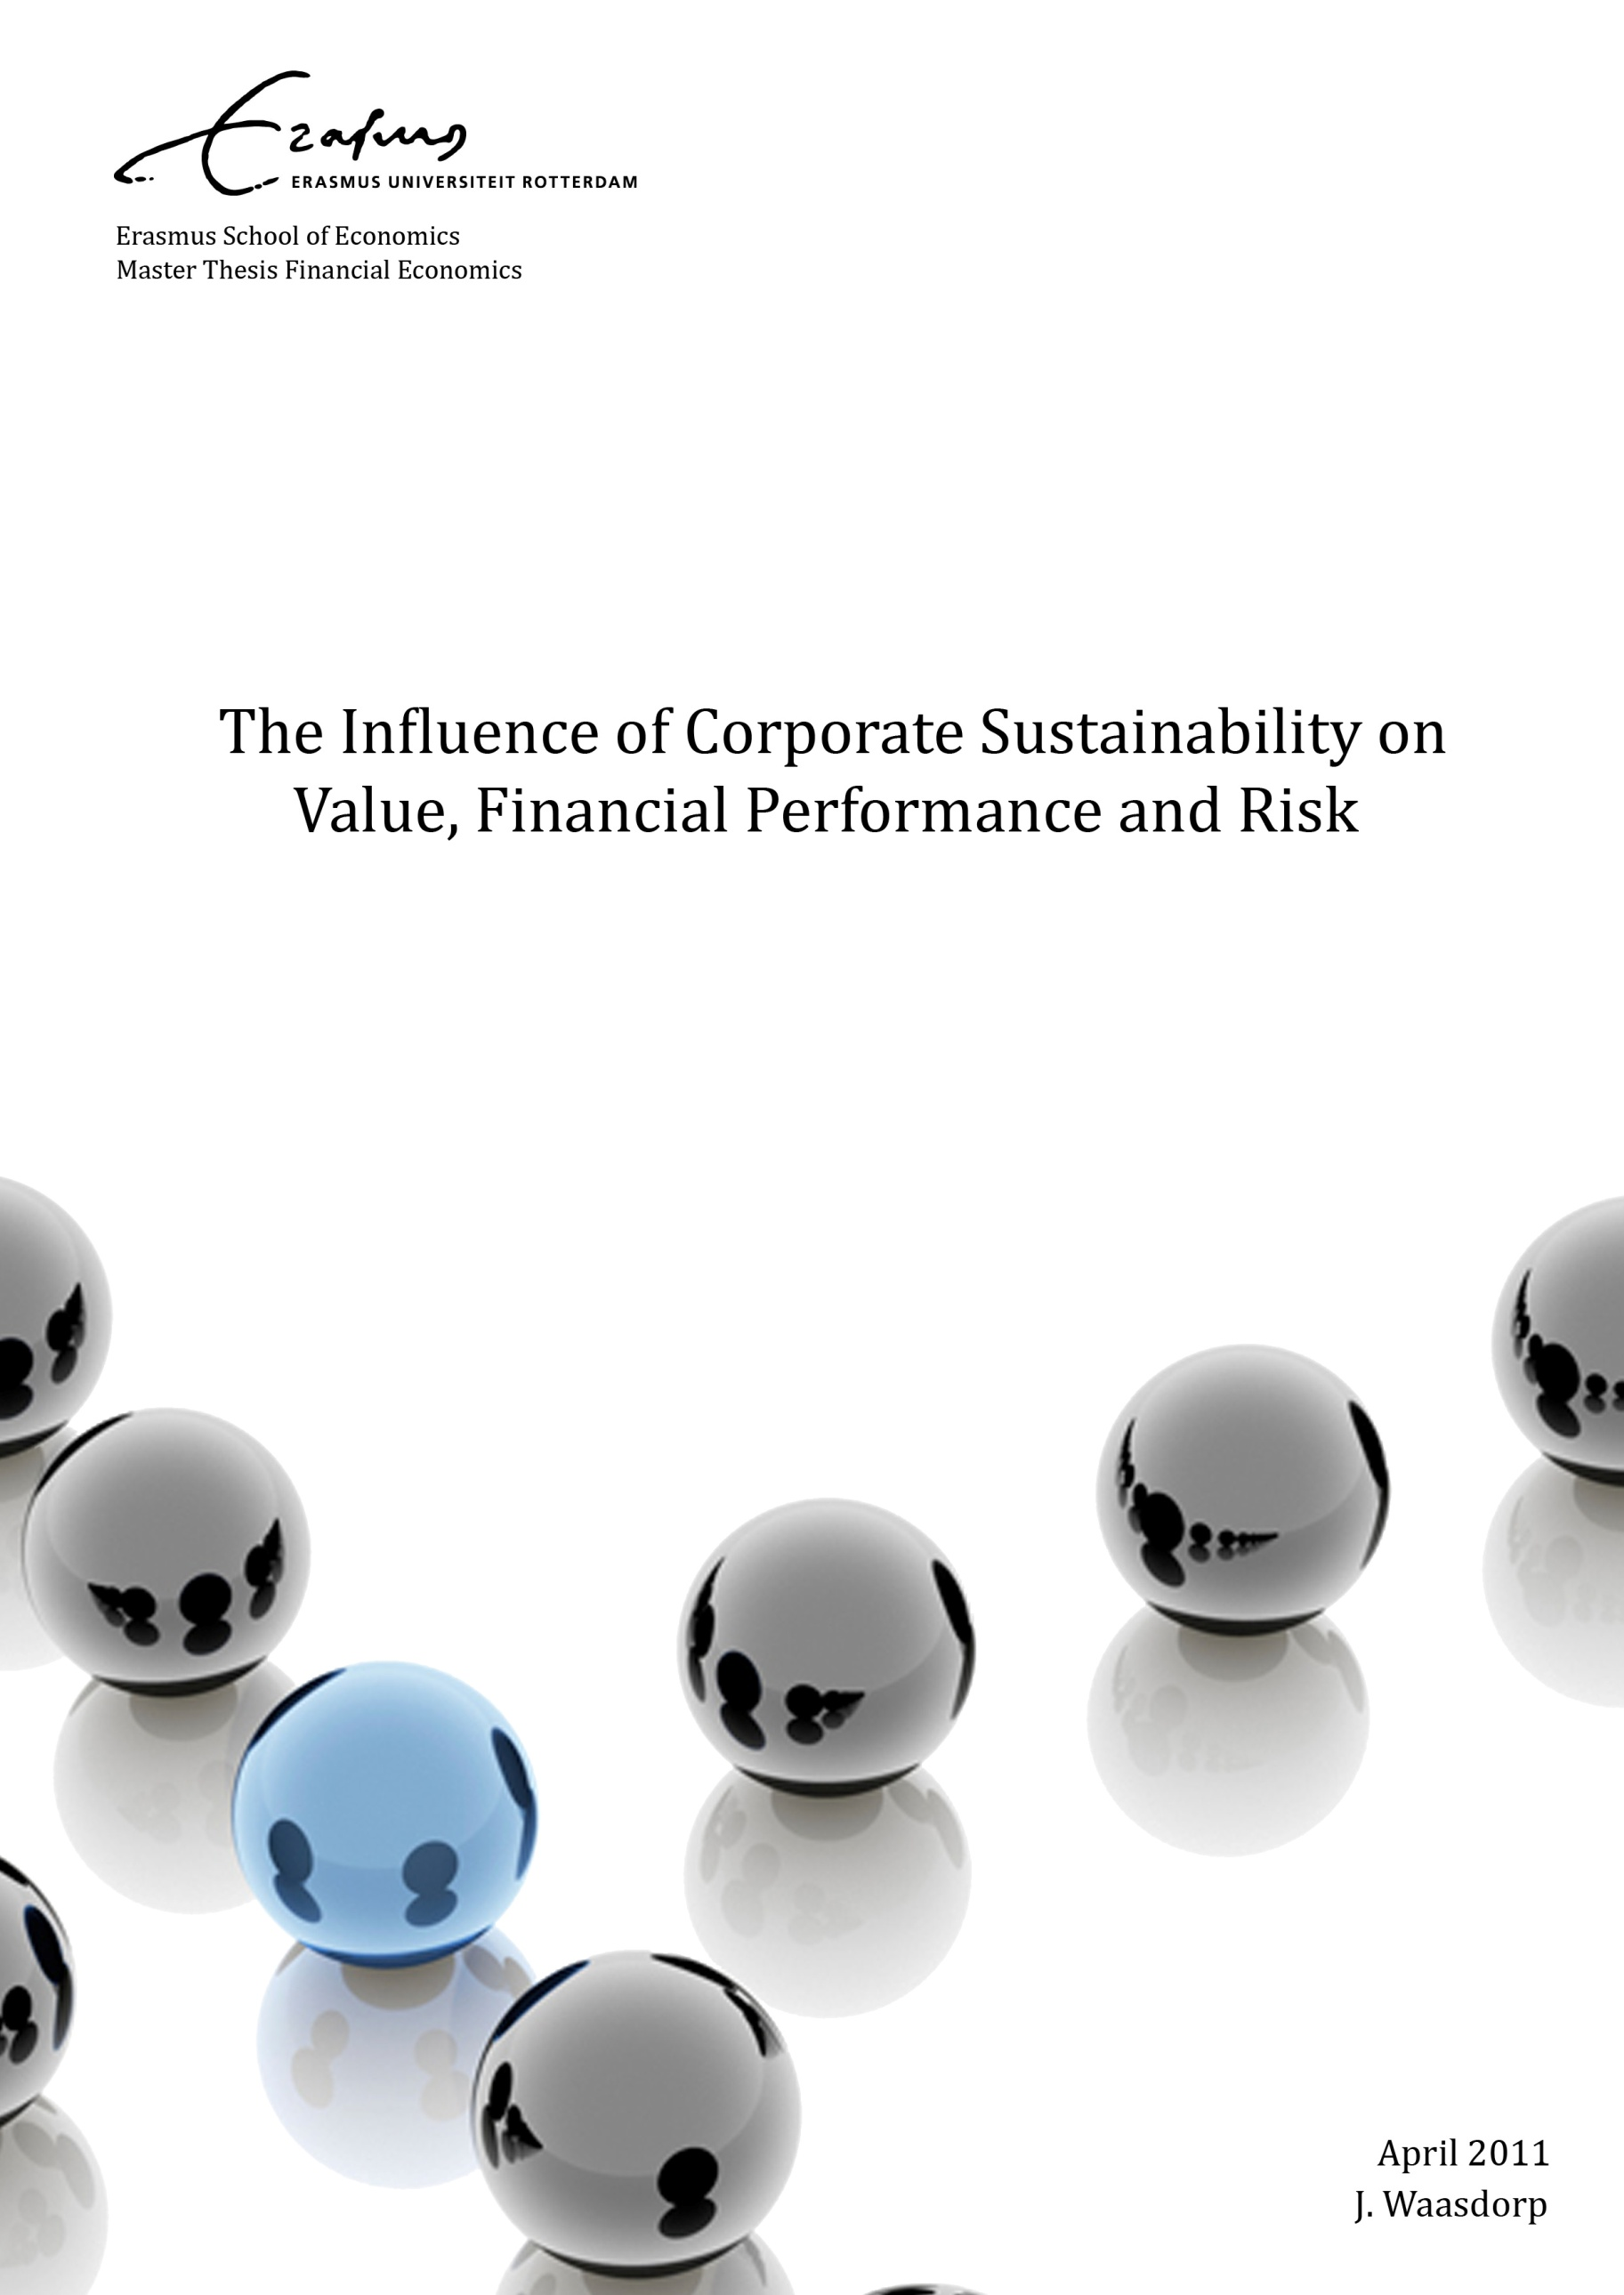 Erasmus
ERASMUS UNIVERSITEIT ROTTERDAM
Erasmus School of Economics
Master Thesis Financial Economics
The Influence of Corporate Sustainability on
Value, Financial Performance and Risk
April 2011
J. Waasdorp